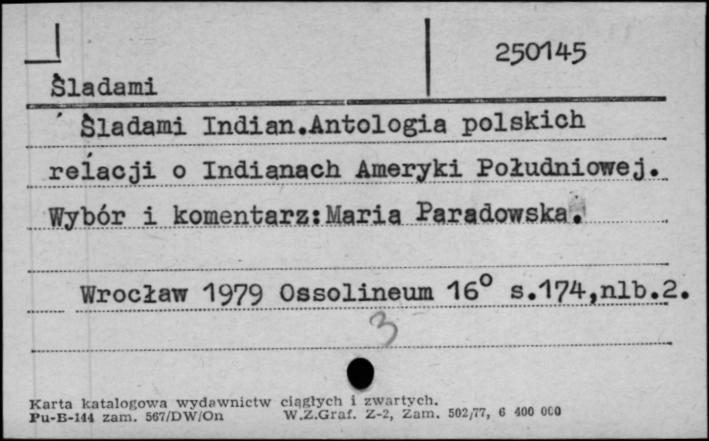 250145
Śladami
Śladami Indian.Antologia polskich
relacji o Indianach Ameryki Południowej.
Wybór i komentarz:Maria Paradowska.
Wrocław 1979 Ossolineum 16° s.174,nlb.2.
3
Karta katalogowa wydawnictw ciągłych i zwartych.
Pu-B-144 zam. 567/DW/On W.Z.Graf. Z-2, Zam. 502/77, 6 400 000